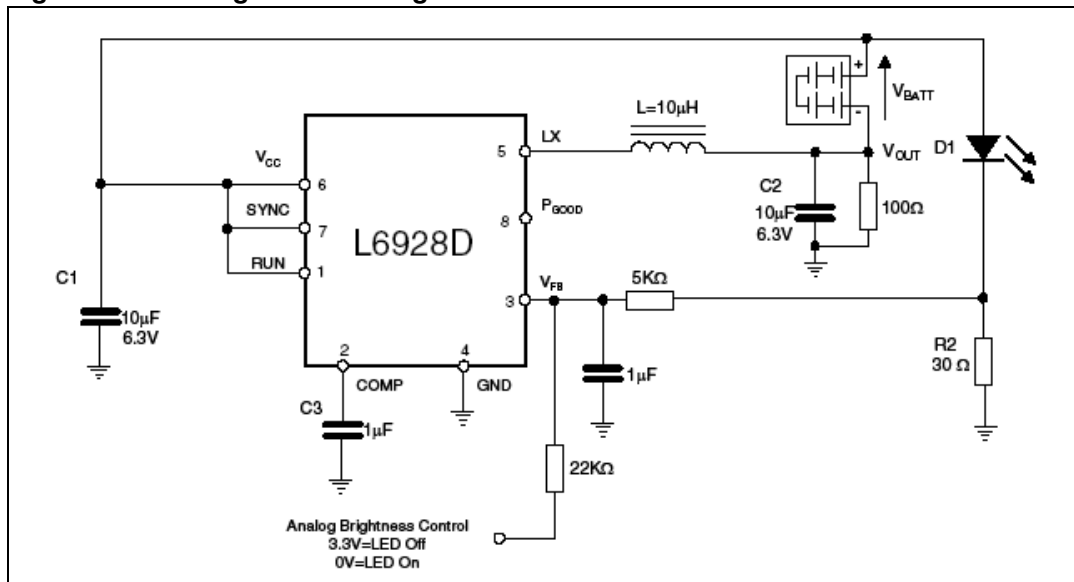 L=10µH
+
-
VBATT
LX
5
VOUT
D1
VCC
6
SYNC
7
RUN
1
PGOOD
8
L6928D
C2
10µF
6.3V
100Ω
C1
10µF
6.3V
VFB
3
5KΩ
R2
30 Ω
2
COMP
4
GND
1µF
C3
1µF
22KΩ
Analog Brightness Control
3.3V=LED Off
0V=LED On